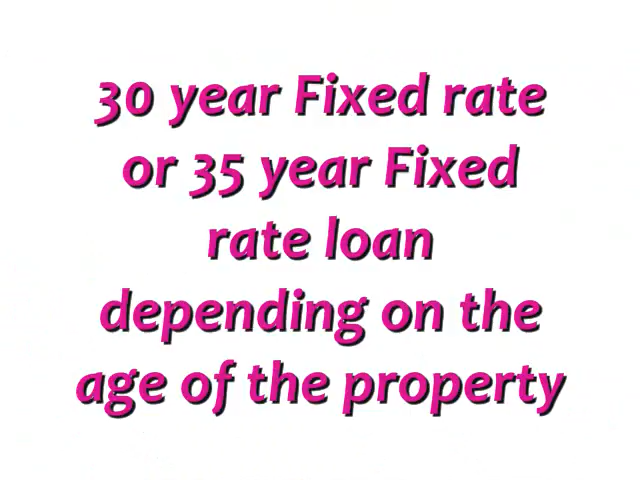 30 year Fixed rate
or 35 year Fixed
rate loan
depending on the
age of the property